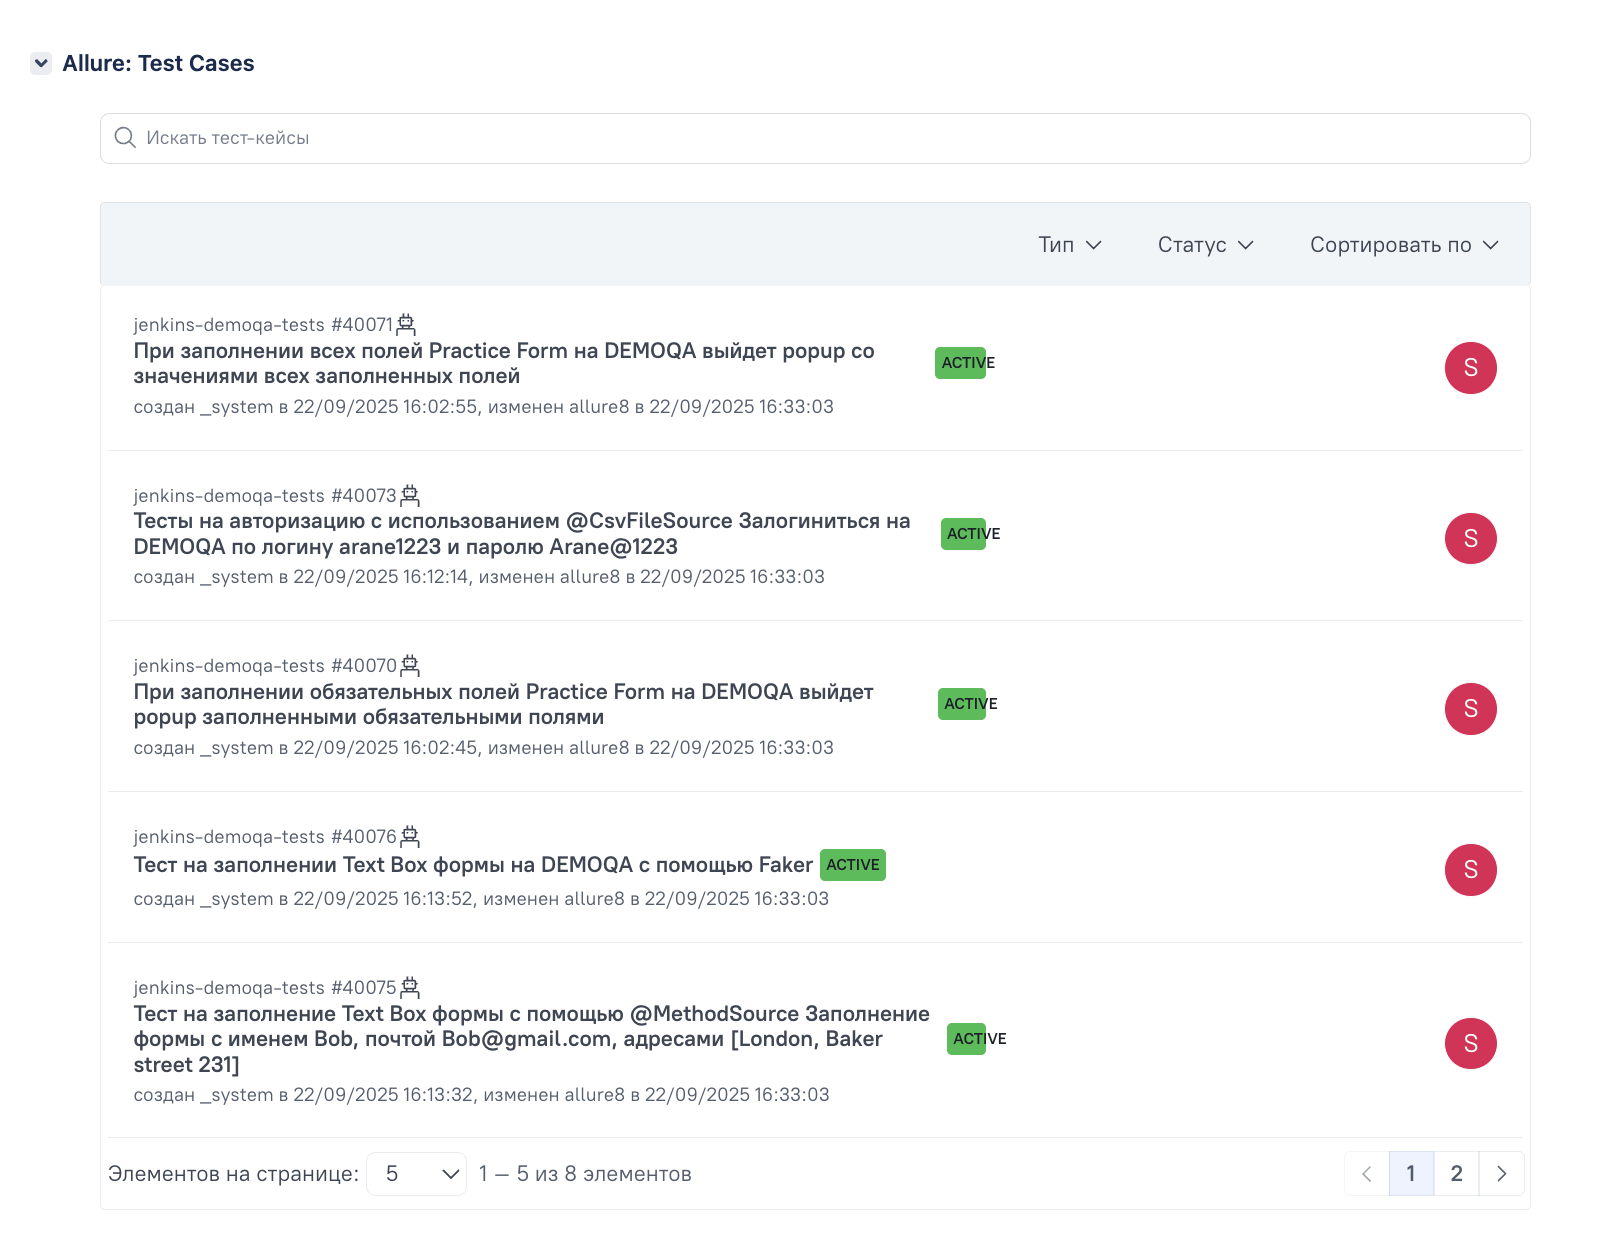 Allure: Test Cases
Искать тест-кейсы
Тип Статус Сортировать по
jenkins-demoqa-tests #40071
При заполнении всех полей Practice Form на DEMOQA выйдет popup со
значениями всех заполненных полей
ACTIVE
S
создан _system в 22/09/2025 16:02:55, изменен allure8 в 22/09/2025 16:33:03
jenkins-demoqa-tests #40073
Тесты на авторизацию с использованием @CsvFileSource Залогиниться на
DEMOQA по логину arane1223 и паролю Arane@1223
ACTIVE
S
создан _system в 22/09/2025 16:12:14, изменен allure8 в 22/09/2025 16:33:03
jenkins-demoqa-tests #40070
При заполнении обязательных полей Practice Form на DEMOQA выйдет
popup заполненными обязательными полями
ACTIVE
S
создан _system в 22/09/2025 16:02:45, изменен allure8 в 22/09/2025 16:33:03
jenkins-demoqa-tests #40076
Тест на заполнении Text Box формы на DEMOQA с помощью Faker ACTIVE
S
создан _system в 22/09/2025 16:13:52, изменен allure8 в 22/09/2025 16:33:03
jenkins-demoqa-tests #40075
Тест на заполнение Text Box формы с помощью @MethodSource Заполнение
формы с именем Bob, почтой Bob@gmail.com, адресами [London, Baker
street 231]
ACTIVE
S
создан _system в 22/09/2025 16:13:32, изменен allure8 в 22/09/2025 16:33:03
Элементов на странице: 5 1 — 5 из 8 элементов 1 2